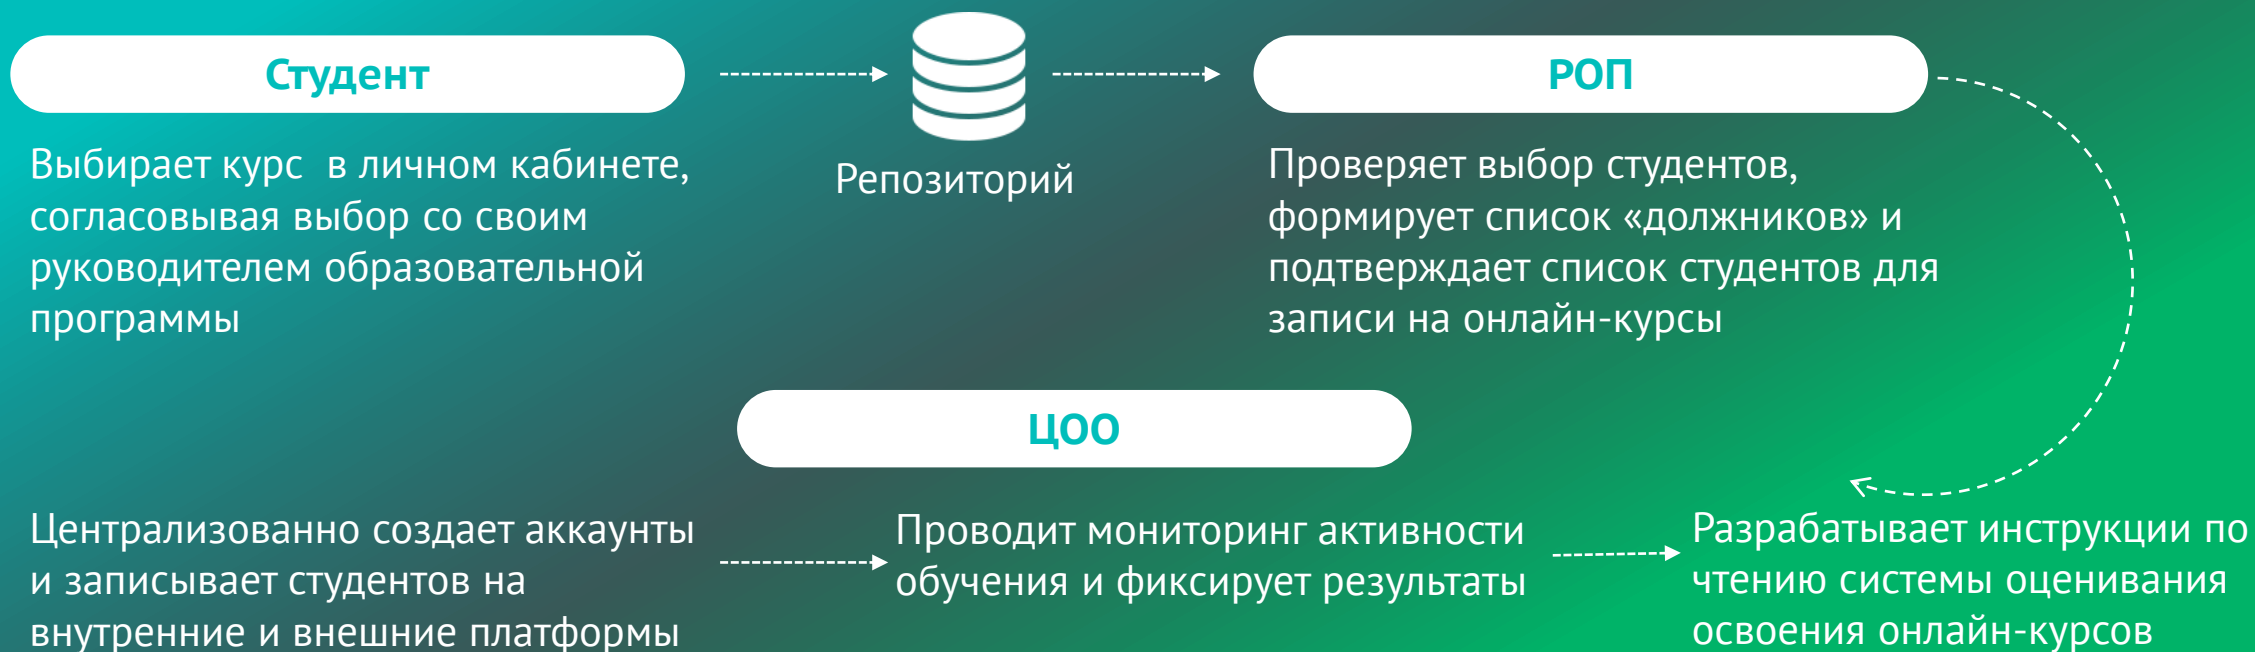 Студент
Выбирает курс  в личном кабинете,
согласовывая выбор со своим
руководителем образовательной
программы
Репозиторий
РОП
Проверяет выбор студентов,
формирует список «должников» и
подтверждает список студентов для
записи на онлайн-курсы
ЦОО
Централизованно создает аккаунты
и записывает студентов на
внутренние и внешние платформы
Проводит мониторинг активности
обучения и фиксирует результаты
Разрабатывает инструкции по
чтению системы оценивания
освоения онлайн-курсов